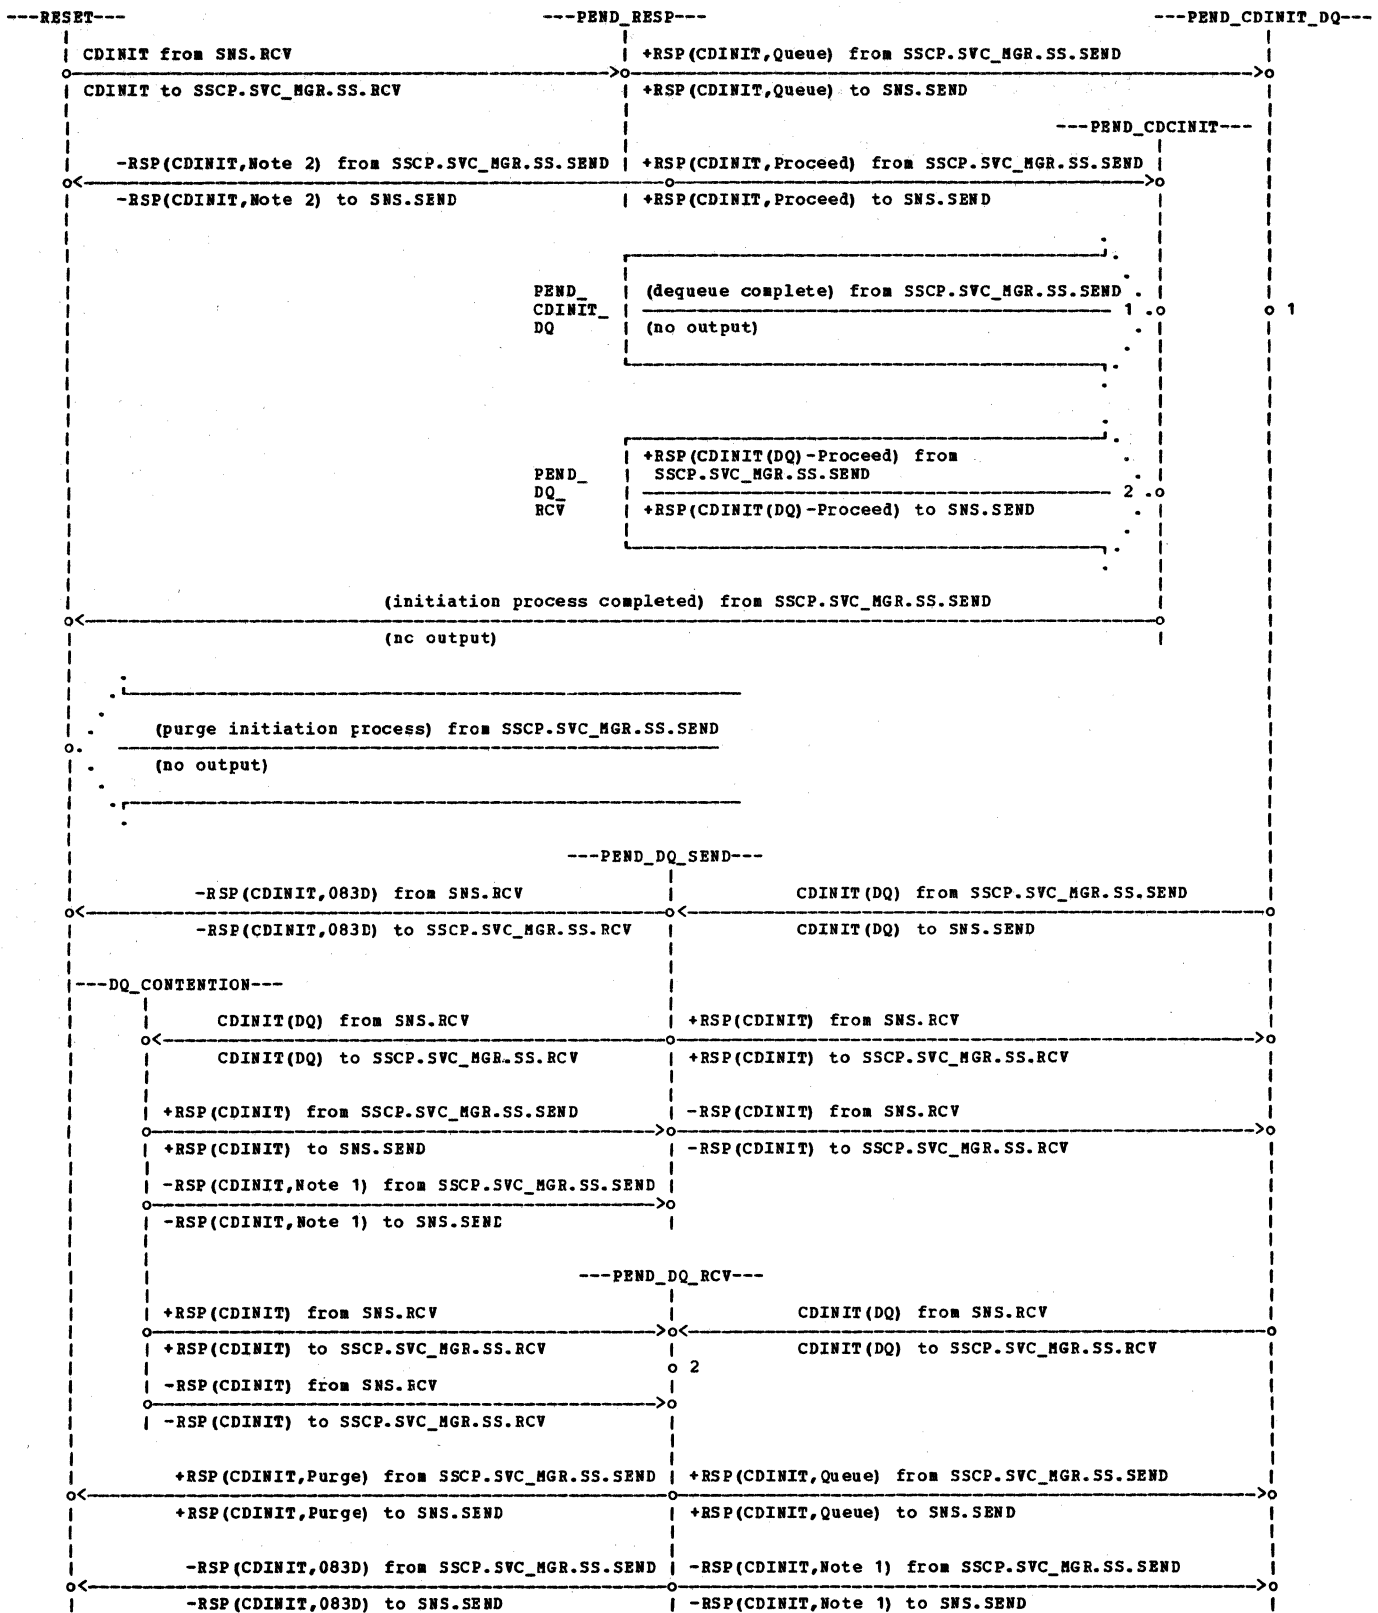 ---RESET--- ---PEND_RESP--- ---PEND_CDINIT_DQ---
CDINIT from SNS.RCV +RSP(CDINIT,Queue) from SSCP.SVC_MGR.SS.SEND
CDINIT to SSCP.SVC_MGR.SS.RCV +RSP(CDINIT,Queue) to SNS.SEND
---PEND_CDCINIT---
-RSP(CDINIT,Note 2) from SSCP.SVC_MGR.SS.SEND +RSP(CDINIT,Proceed) from SSCP.SVC_MGR.SS.SEND
-RSP(CDINIT,Note 2) to SNS.SEND +RSP(CDINIT,Proceed) to SNS.SEND
PEND_ (dequeue complete) from SSCP.SVC_MGR.SS.SEND
CDINIT_ 1 1
DQ (no output)
+RSP(CDINIT(DQ)-Proceed) from
PEND_ SSCP.SVC_MGR.SS.SEND
DQ_ 2
RCV +RSP(CDINIT(DQ)-Proceed) to SNS.SEND
(initiation process completed) from SSCP.SVC_MGR.SS.SEND
(nc output)
(purge initiation process) from SSCP.SVC_MGR.SS.SEND
(no output)
---PEND_DQ_SEND---
-RSP(CDINIT,083D) from SNS.RCV CDINIT(DQ) from SSCP.SVC_MGR.SS.SEND
-RSP(CDINIT,083D) to SSCP.SVC_MGR.SS.RCV CDINIT(DQ) to SNS.SEND
---DQ_CONTENTION---
CDINIT(DQ) from SNS.RCV +RSP(CDINIT) from SNS.RCV
CDINIT(DQ) to SSCP.SVC_MGR.SS.RCV +RSP(CDINIT) to SSCP.SVC_MGR.SS.RCV
+RSP(CDINIT) from SSCP.SVC_MGR.SS.SEND -RSP(CDINIT) from SNS.RCV
+RSP(CDINIT) to SNS.SEND -RSP(CDINIT) to SSCP.SVC_MGR.SS.RCV
-RSP(CDINIT,Note 1) from SSCP.SVC_MGR.SS.SEND
-RSP(CDINIT,Note 1) to SNS.SEND
---PEND_DQ_RCV---
+RSP(CDINIT) from SNS.RCV CDINIT(DQ) from SNS.RCV
+RSP(CDINIT) to SSCP.SVC_MGR.SS.RCV CDINIT(DQ) to SSCP.SVC_MGR.SS.RCV
2
-RSP(CDINIT) from SNS.RCV
-RSP(CDINIT) to SSCP.SVC_MGR.SS.RCV
+RSP(CDINIT,Purge) from SSCP.SVC_MGR.SS.SEND +RSP(CDINIT,Queue) from SSCP.SVC_MGR.SS.SEND
+RSP(CDINIT,Purge) to SNS.SEND +RSP(CDINIT,Queue) to SNS.SEND
-RSP(CDINIT,083D) from SSCP.SVC_MGR.SS.SEND -RSP(CDINIT,Note 1) from SSCP.SVC_MGR.SS.SEND
-RSP(CDINIT,083D) to SNS.SEND -RSP(CDINIT,Note 1) to SNS.SEND